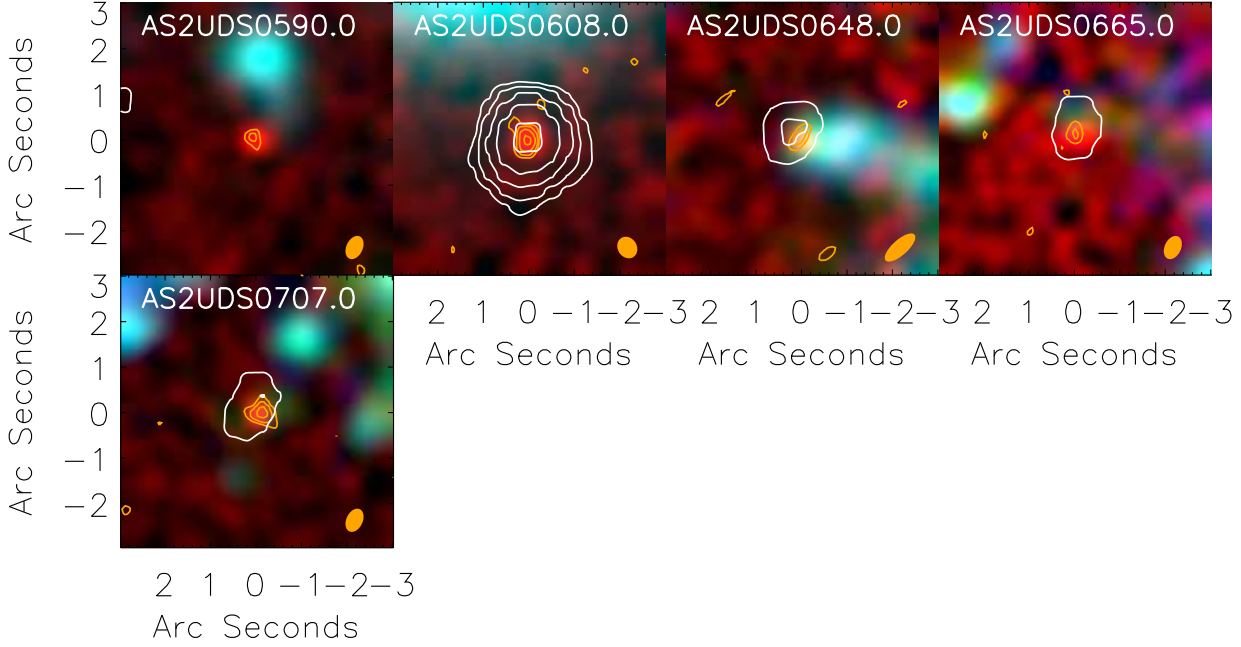 AS2UDS0590.0 AS2UDS0608.0 AS2UDS0648.0 AS2UDS0665.0
3
2
1
0
-1
-2
Arc Seconds
2 1 0 -1 -2 -3 2 1 0 -1 -2 -3 2 1 0 -1 -2 -3
Arc Seconds Arc Seconds Arc Seconds
AS2UDS0707.0
3
2
1
0
-1
-2
Arc Seconds
2 1 0 -1 -2 -3
Arc Seconds